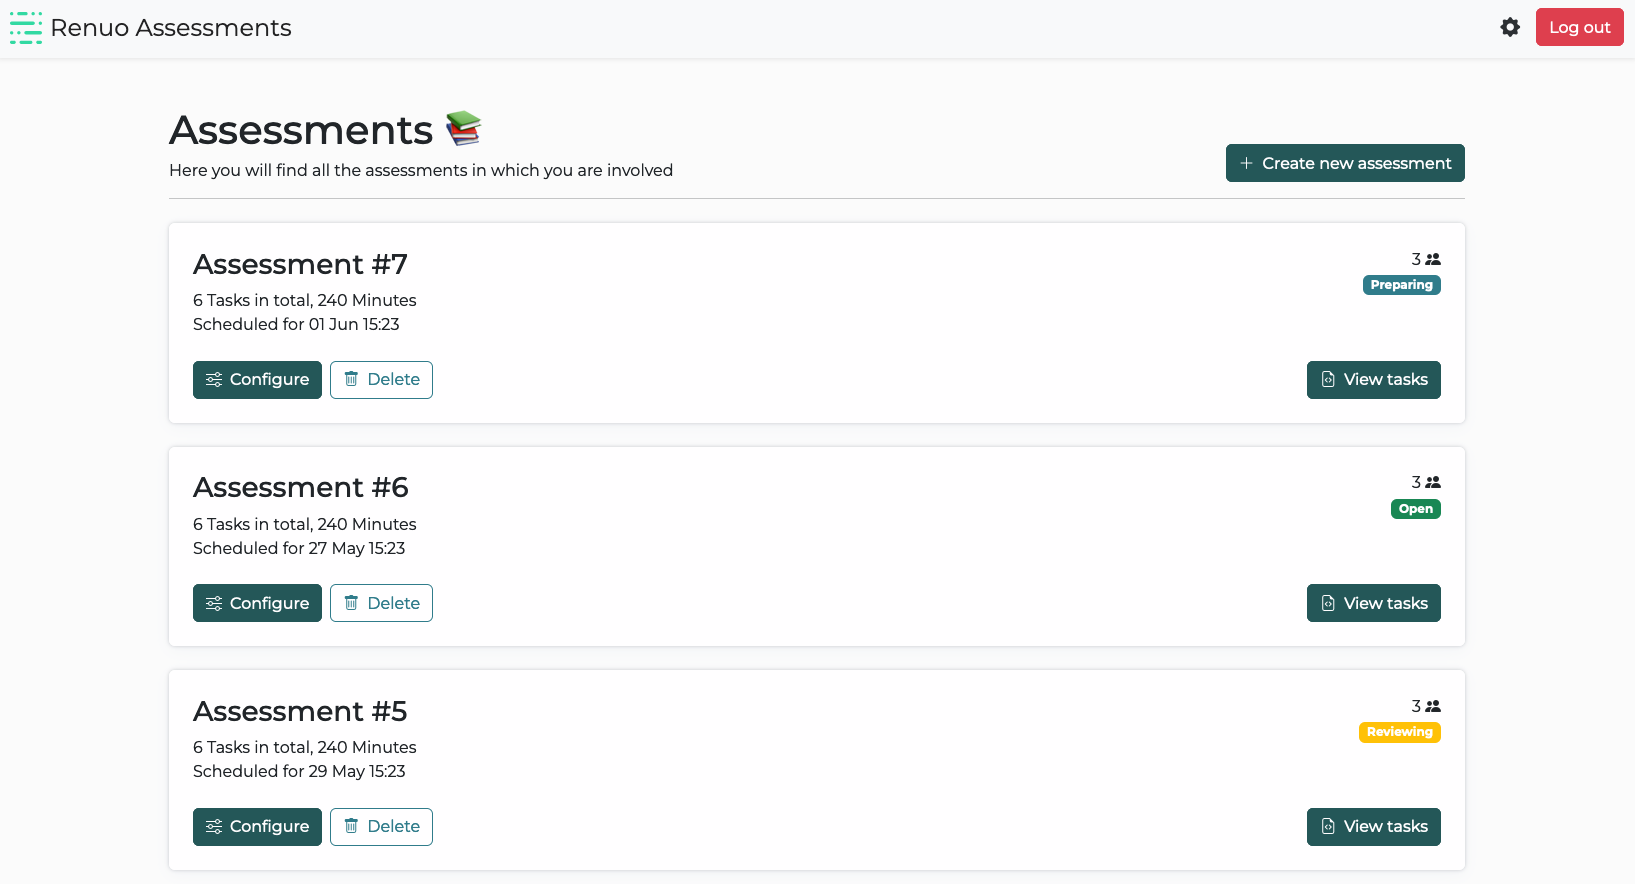 Renuo Assessments
Log out
Assessments
Here you will find all the assessments in which you are involved
Create new assessment
Assessment #7
3
Preparing
6 Tasks in total, 240 Minutes
Scheduled for 01 Jun 15:23
Configure
Delete
View tasks
Assessment #6
3
Open
6 Tasks in total, 240 Minutes
Scheduled for 27 May 15:23
Configure
Delete
View tasks
Assessment #5
3
Reviewing
6 Tasks in total, 240 Minutes
Scheduled for 29 May 15:23
Configure
Delete
View tasks